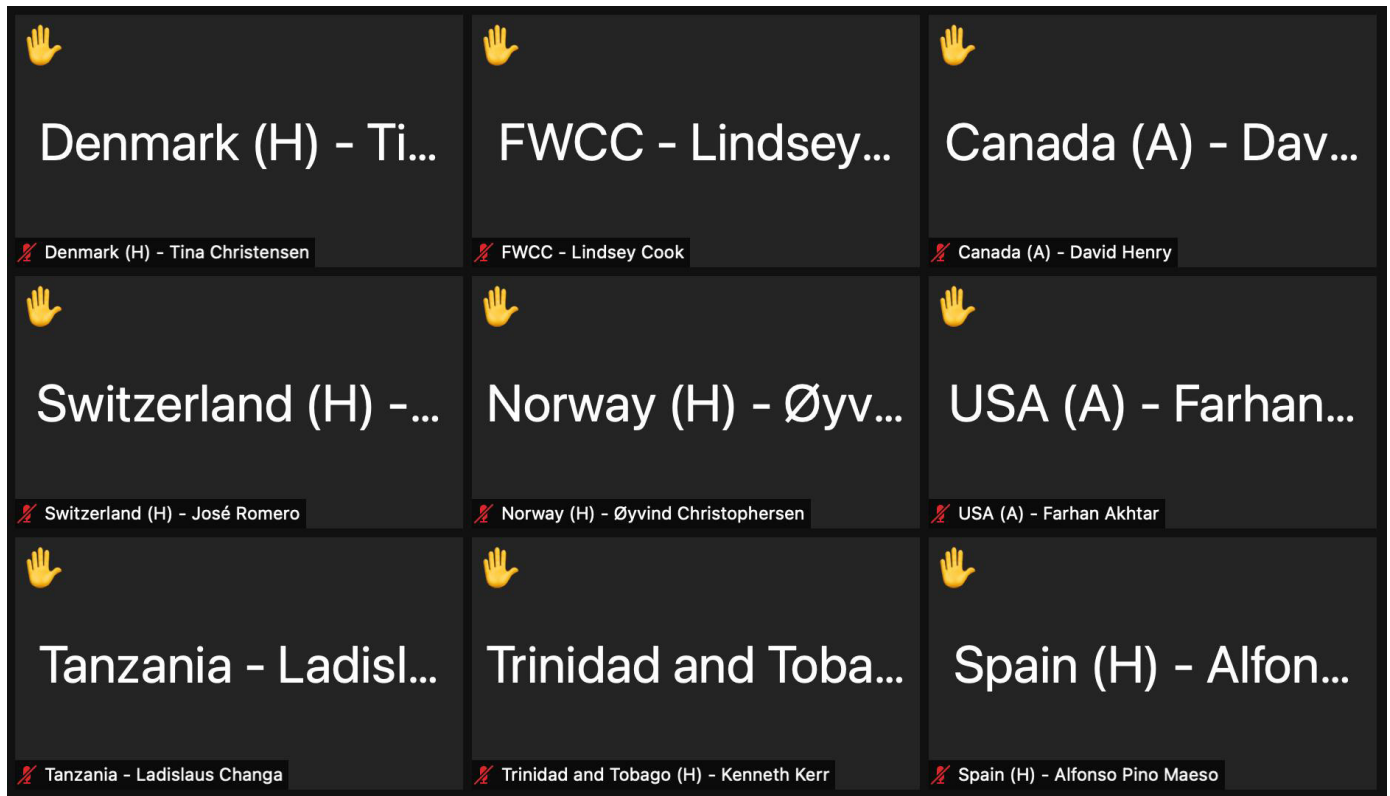 Denmark (H) - Ti...
FWCC - Lindsey...
Canada (A) - Dav...
Denmark (H) - Tina Christensen
FWCC - Lindsey Cook
Canada (A) - David Henry
Switzerland (H) -...
Norway (H) - Øyv...
USA (A) - Farhan...
Switzerland (H) - José Romero
Norway (H) - Øyvind Christophersen
USA (A) - Farhan Akhtar
Tanzania - Ladisl...
Trinidad and Toba...
Spain (H) - Alfon...
Tanzania - Ladislaus Changa
Trinidad and Tobago (H) - Kenneth Kerr
Spain (H) - Alfonso Pino Maeso